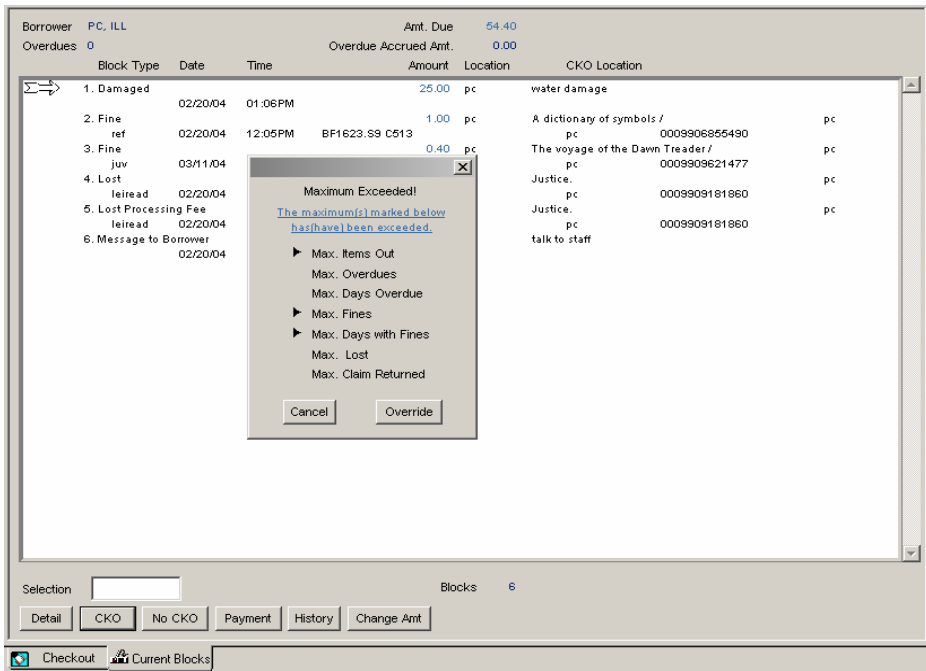 Borrower PC, ILL Amt. Due 54.40
Overdues 0 Overdue Accrued Amt. 0.00
Block Type Date Time Amount Location CKO Location
1. Damaged 25.00 pc water damage
02/20/04 01:06PM
2. Fine 1.00 pc A dictionary of symbols / pc
ref 02/20/04 12:05PM BF1623.S9 C513 pc 0009906855490
3. Fine 0.40 pc The voyage of the Dawn Treader / pc
juv 03/11/04 pc 0009909621477
4. Lost Justice. pc
leiread 02/20/04 pc 0009909181860
5. Lost Processing Fee Justice. pc
leiread 02/20/04 pc 0009909181860
6. Message to Borrower talk to staff
02/20/04
Maximum Exceeded!
The maximum(s) marked below
has(have) been exceeded.
Max. Items Out
Max. Overdues
Max. Days Overdue
Max. Fines
Max. Days with Fines
Max. Lost
Max. Claim Returned
Cancel Override
Selection Blocks 6
Detail CKO No CKO Payment History Change Amt
Checkout Current Blocks